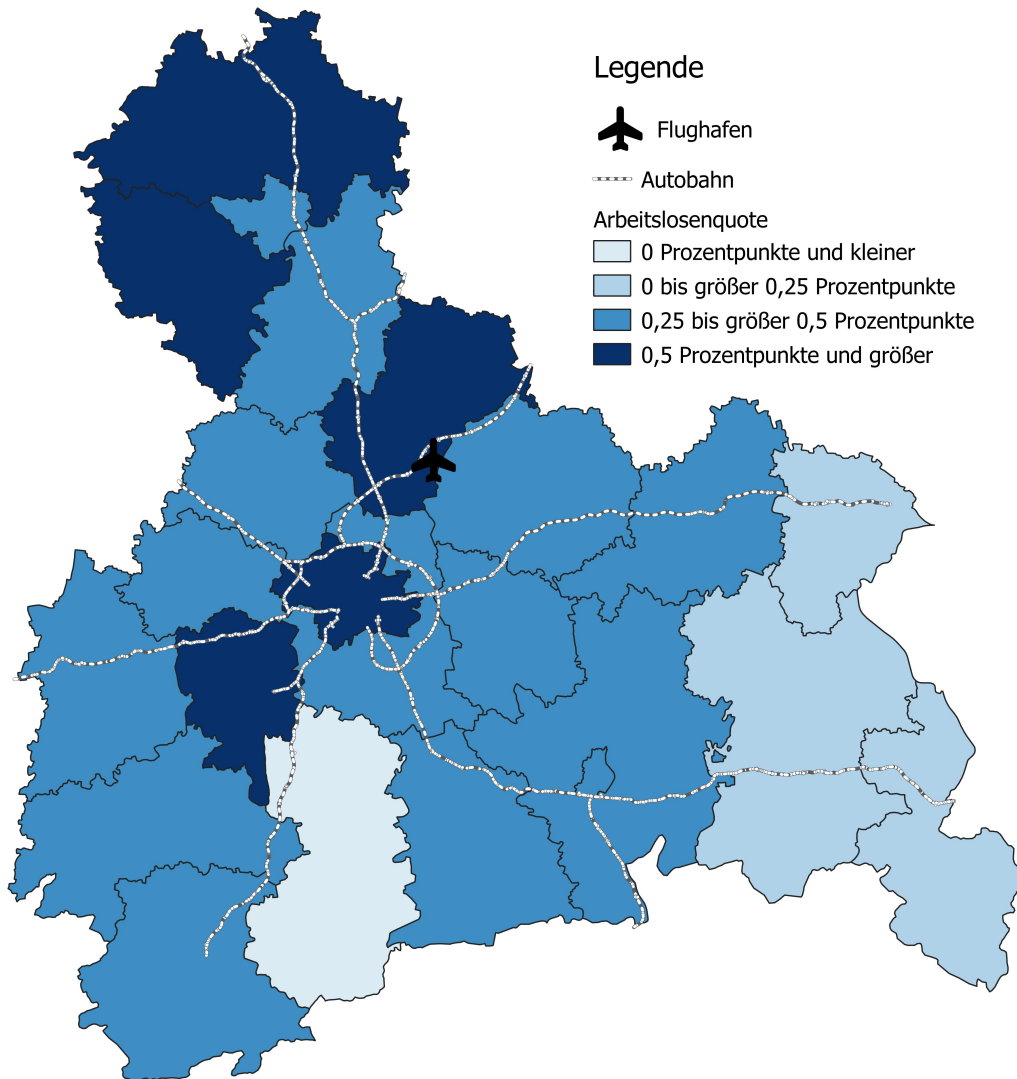 Legende
Flughafen
Autobahn
Arbeitslosenquote
0 Prozentpunkte und kleiner
0 bis größer 0,25 Prozentpunkte
0,25 bis größer 0,5 Prozentpunkte
0,5 Prozentpunkte und größer